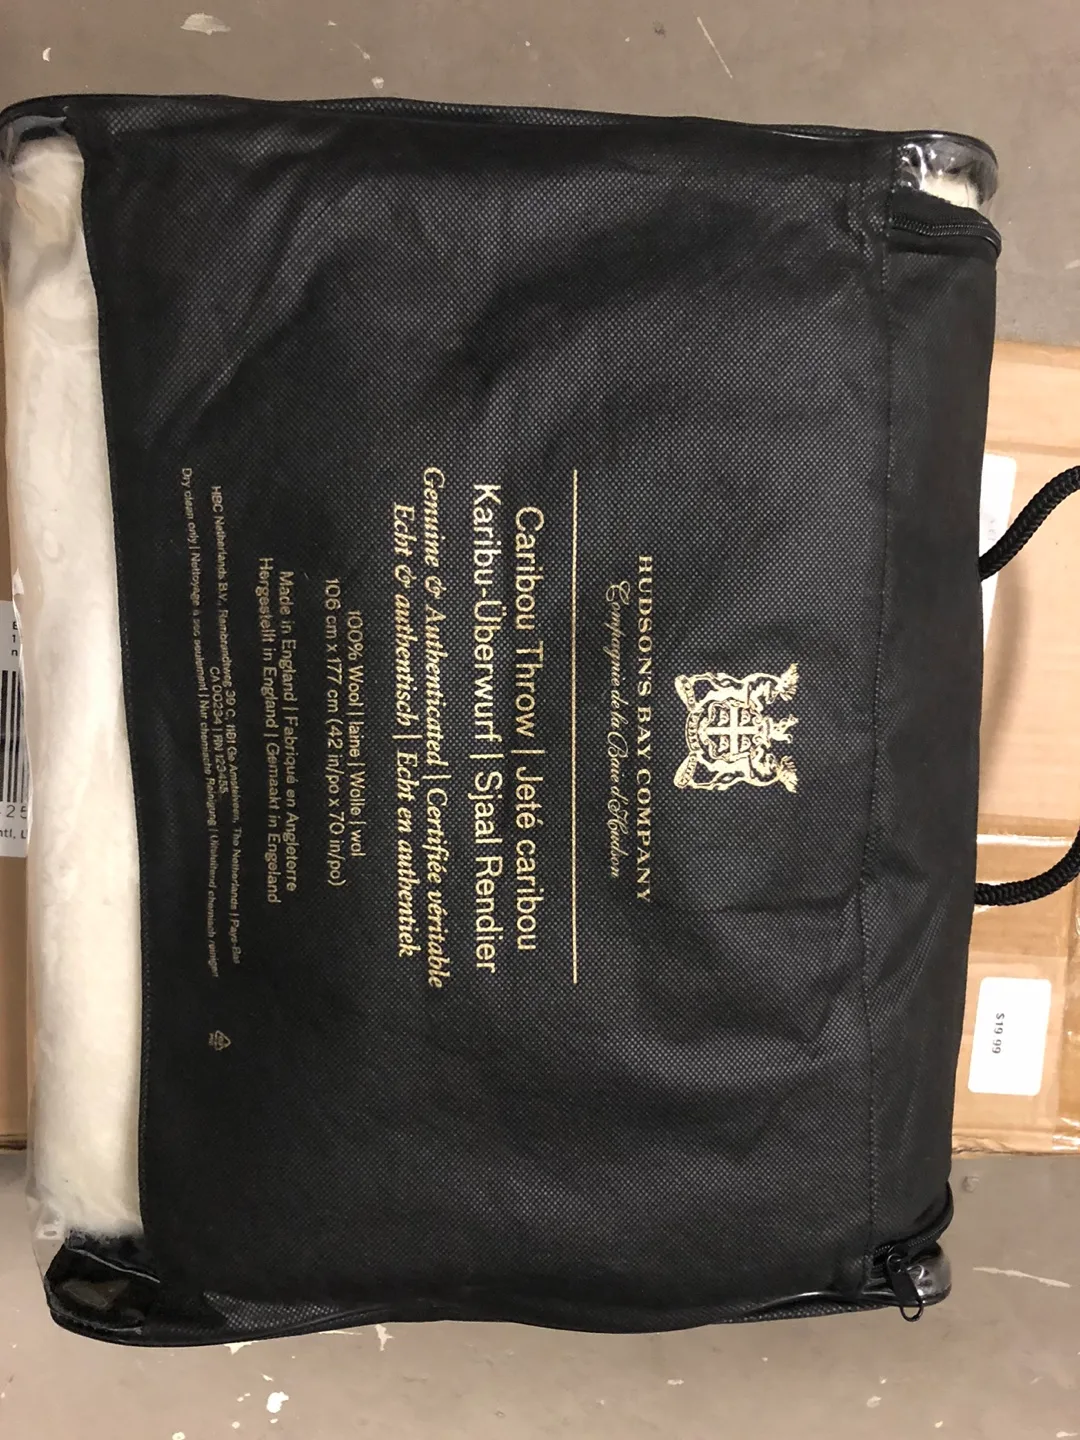 HUDSON'S BAY COMPANY
Compagnie de la Baie d'Hudson
Caribou Throw | Jeté caribou
Karibu-Überwurf | Sjaal Rendier
Genuine & Authenticated | Certifiée véritable
Echt & authentisch | Echt en authentiek
100% Wool | laine | Wolle | wol
106 cm x 177 cm (42 in/po x 70 in/po)
Made in England | Fabriqué en Angleterre
Hergestellt in England | Gemaakt in Engeland
HBC Netherlands B.V., Rembrandtweg 39 C, 1181 Ge Amstelveen, The Netherlands | Pays-Bas
CA 00234 | RN 123455
Dry clean only | Nettoyage à sec seulement | Nur chemische Reinigung | Uitsluitend chemisch reinigen
$19.99